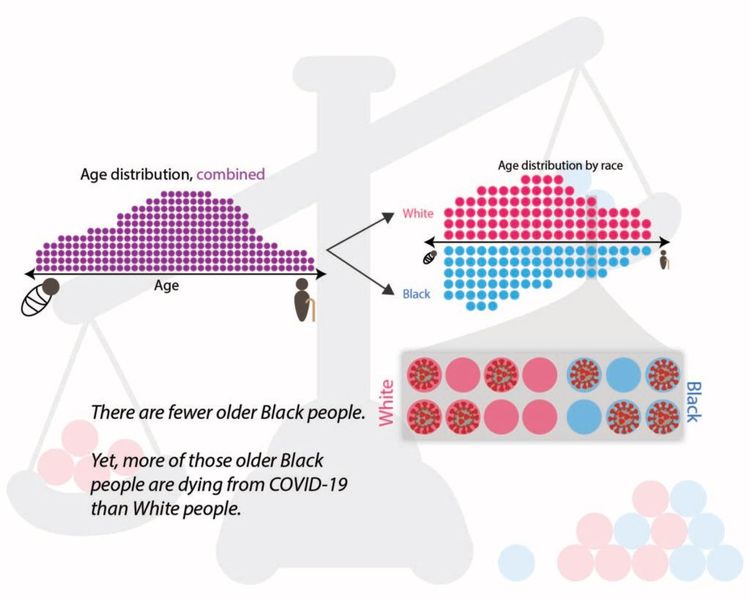 Age distribution, combined
Age
Age distribution by race
White
Black
White
Black
There are fewer older Black people.
Yet, more of those older Black
people are dying from COVID-19
than White people.